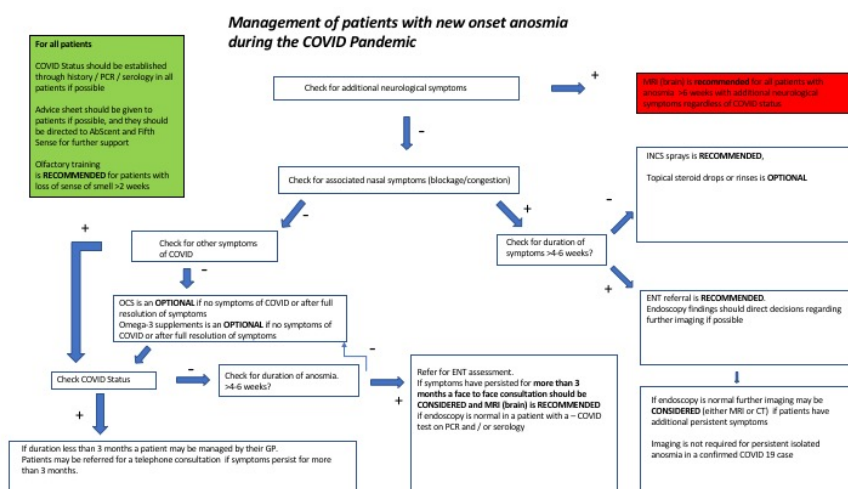 Management of patients with new onset anosmia
during the COVID Pandemic
For all patients
COVID Status should be established
through history / PCR / serology in all
patients if possible
Advice sheet should be given to
patients if possible, and they should
be directed to AbScent and Fifth
Sense for further support
Olfactory training
is RECOMMENDED for patients with
loss of sense of smell >2 weeks
Check for additional neurological symptoms
+
MRI (brain) is recommended for all patients with
anosmia >6 weeks with additional neurological
symptoms regardless of COVID status
–
Check for associated nasal symptoms (blockage/congestion)
INCS sprays is RECOMMENDED,
Topical steroid drops or rinses is OPTIONAL
–
+
–
+
Check for other symptoms
of COVID
Check for duration of
symptoms >4-6 weeks?
–
+
OCS is an OPTIONAL if no symptoms of COVID or after full
resolution of symptoms
Omega-3 supplements is an OPTIONAL if no symptoms of
COVID or after full resolution of symptoms
ENT referral is RECOMMENDED.
Endoscopy findings should direct decisions regarding
further imaging if possible
–
Check COVID Status
–
Check for duration of anosmia.
>4-6 weeks?
+
Refer for ENT assessment.
If symptoms have persisted for more than 3
months a face to face consultation should be
CONSIDERED and MRI (brain) is RECOMMENDED
if endoscopy is normal in a patient with a – COVID
test on PCR and / or serology
If endoscopy is normal further imaging may be
CONSIDERED (either MRI or CT) if patients have
additional persistent symptoms
Imaging is not required for persistent isolated
anosmia in a confirmed COVID 19 case
+
If duration less than 3 months a patient may be managed by their GP.
Patients may be referred for a telephone consultation if symptoms persist for more
than 3 months.